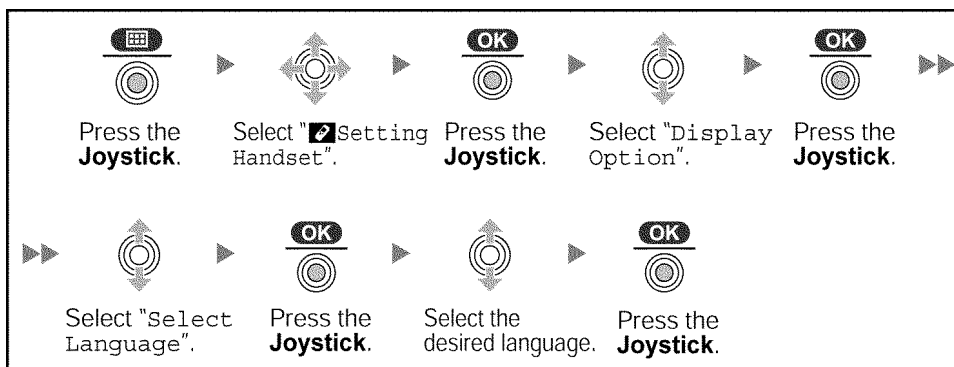 OK
OK
Press the
Joystick.
Select "Setting
Handset".
Press the
Joystick.
Select "Display
Option".
Press the
Joystick.
OK
OK
Select "Select
Language".
Press the
Joystick.
Select the
desired language.
Press the
Joystick.